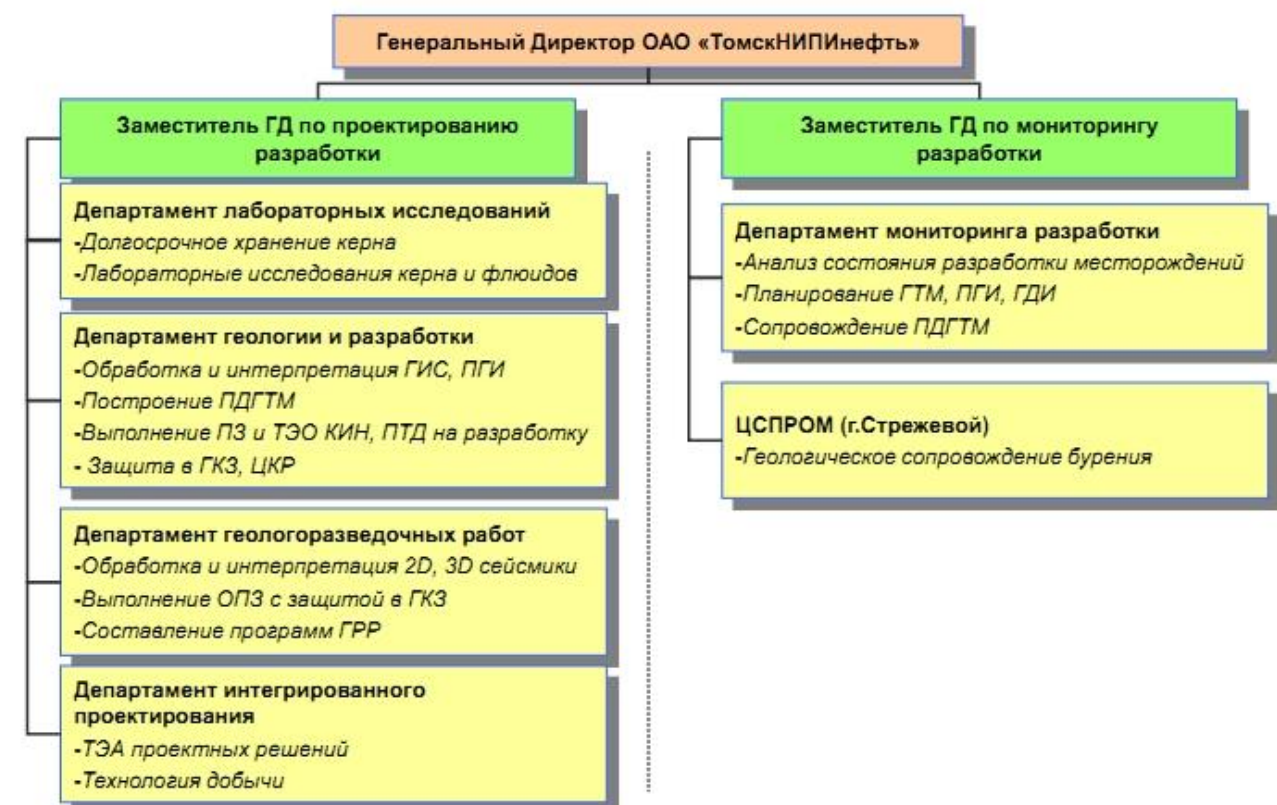 Генеральный Директор ОАО «ТомскНИПИнефть»
Заместитель ГД по проектированию
разработки
Департамент лабораторных исследований
-Долгосрочное хранение керна
-Лабораторные исследования керна и флюидов
Департамент геологии и разработки
-Обработка и интерпретация ГИС, ПГИ
-Построение ПДГТМ
-Выполнение ПЗ и ТЭО КИН, ПТД на разработку
- Защита в ГКЗ, ЦКР
Департамент геологоразведочных работ
-Обработка и интерпретация 2D, 3D сейсмики
-Выполнение ОПЗ с защитой в ГКЗ
-Составление программ ГРР
Департамент интегрированного
проектирования
-ТЭА проектных решений
-Технология добычи
Заместитель ГД по мониторингу
разработки
Департамент мониторинга разработки
-Анализ состояния разработки месторождений
-Планирование ГТМ, ПГИ, ГДИ
-Сопровождение ПДГТМ
ЦСПРОМ (г.Стрежевой)
-Геологическое сопровождение бурения